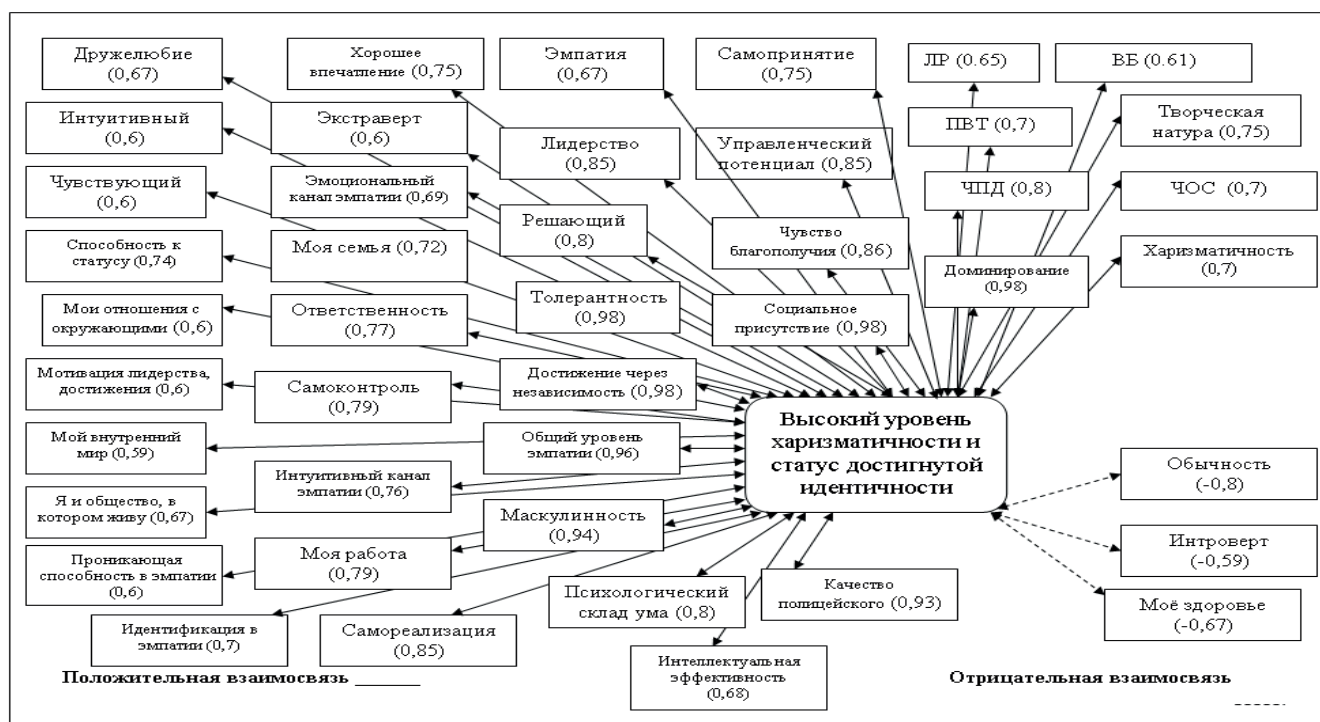 Дружелюбие
(0,67)
Хорошее
впечатление (0,75)
Эмпатия
(0,67)
Самопринятие
(0,75)
ЛР (0.65)
ВБ (0.61)
Интуитивный
(0,6)
Экстраверт
(0,6)
Лидерство
(0,85)
Управленческий
потенциал (0,85)
ПВТ (0,7)
Творческая
натура (0,75)
Чувствующий
(0,6)
Эмоциональный
канал эмпатии (0,69)
Решающий
(0,8)
Чувство
благополучия (0,86)
ЧПД (0,8)
ЧОС (0,7)
Способность к
статусу (0,74)
Моя семья (0,72)
Толерантность
(0,98)
Социальное
присутствие (0,98)
Доминирование
(0,98)
Харизматичность
(0,7)
Мои отношения с
окружающими (0,6)
Ответственность
(0,77)
Мотивация лидерства,
достижения (0,6)
Самоконтроль
(0,79)
Достижение через
независимость (0,98)
Высокий уровень
харизматичности и
статус достигнутой
идентичности
Мой внутренний
мир (0,59)
Общий уровень
эмпатии (0,96)
Обычность
(-0,8)
Интуитивный канал
эмпатии (0,76)
Я и общество, в
котором живу (0,67)
Маскулинность
(0,94)
Интроверт
(-0,59)
Проникающая
способность в эмпатии
(0,6)
Моя работа
(0,79)
Психологический
склад ума (0,8)
Качество
полицейского (0,93)
Моё здоровье
(-0,67)
Идентификация в
эмпатии (0,7)
Самореализация
(0,85)
Интеллектуальная
эффективность
(0,68)
Положительная взаимосвязь ______
Отрицательная взаимосвязь
-----.